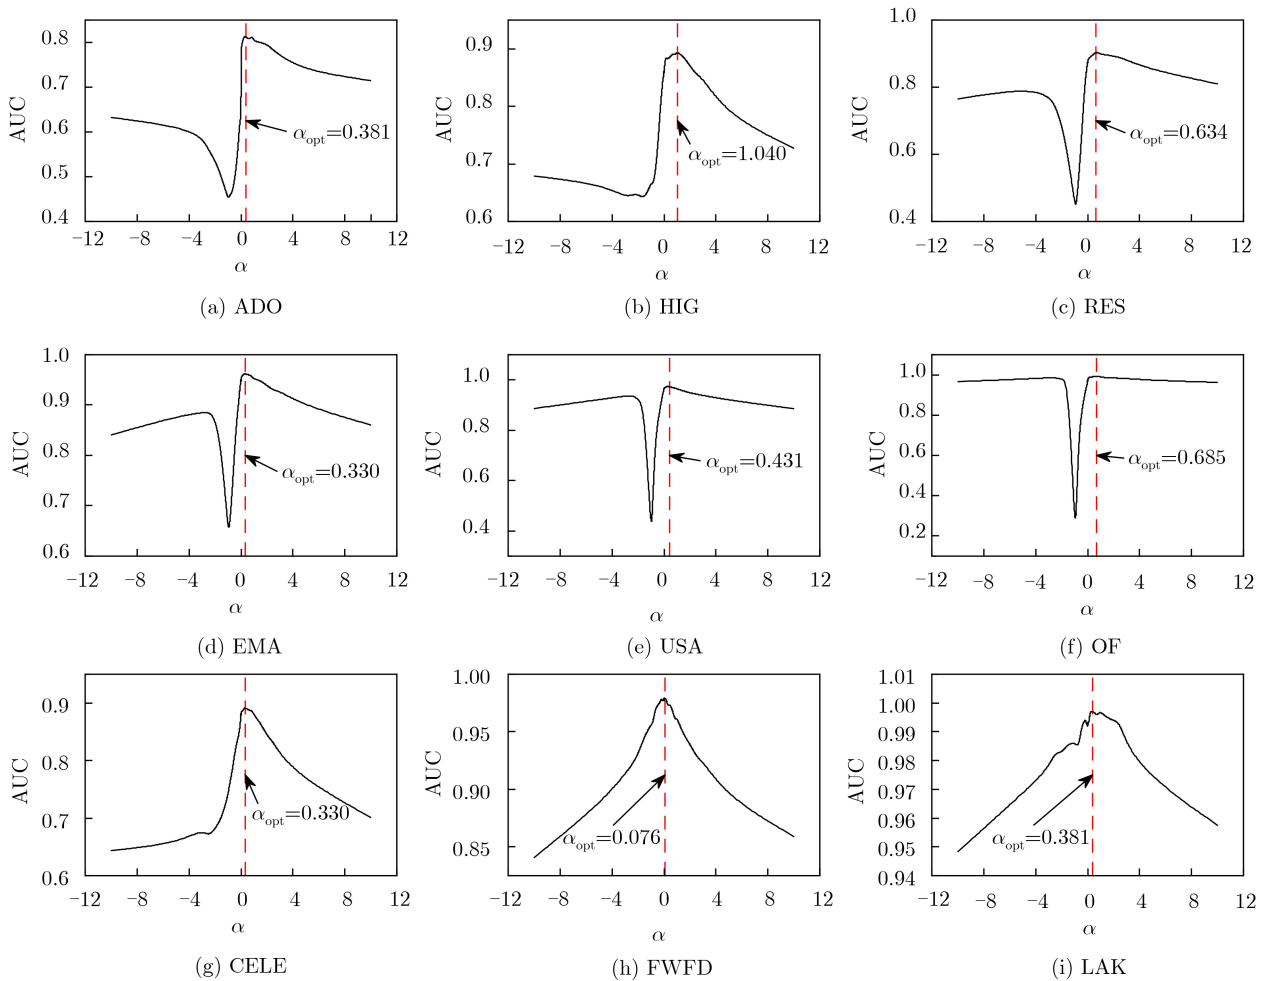 0.8
0.7
0.6
0.5
0.4
AUC
α_opt=0.381
−12 −8 −4 0 4 8 12
α
(a) ADO
0.9
0.8
0.7
0.6
AUC
α_opt=1.040
−12 −8 −4 0 4 8 12
α
(b) HIG
1.0
0.8
0.6
0.4
AUC
α_opt=0.634
−12 −8 −4 0 4 8 12
α
(c) RES
1.0
0.9
0.8
0.7
0.6
AUC
α_opt=0.330
−12 −8 −4 0 4 8 12
α
(d) EMA
1.0
0.8
0.6
0.4
AUC
α_opt=0.431
−12 −8 −4 0 4 8 12
α
(e) USA
1.0
0.8
0.6
0.4
0.2
AUC
α_opt=0.685
−12 −8 −4 0 4 8 12
α
(f) OF
0.9
0.8
0.7
0.6
AUC
α_opt=0.330
−12 −8 −4 0 4 8 12
α
(g) CELE
1.00
0.95
0.90
0.85
AUC
α_opt=0.076
−12 −8 −4 0 4 8 12
α
(h) FWFD
1.01
1.00
0.99
0.98
0.97
0.96
0.95
0.94
AUC
α_opt=0.381
−12 −8 −4 0 4 8 12
α
(i) LAK